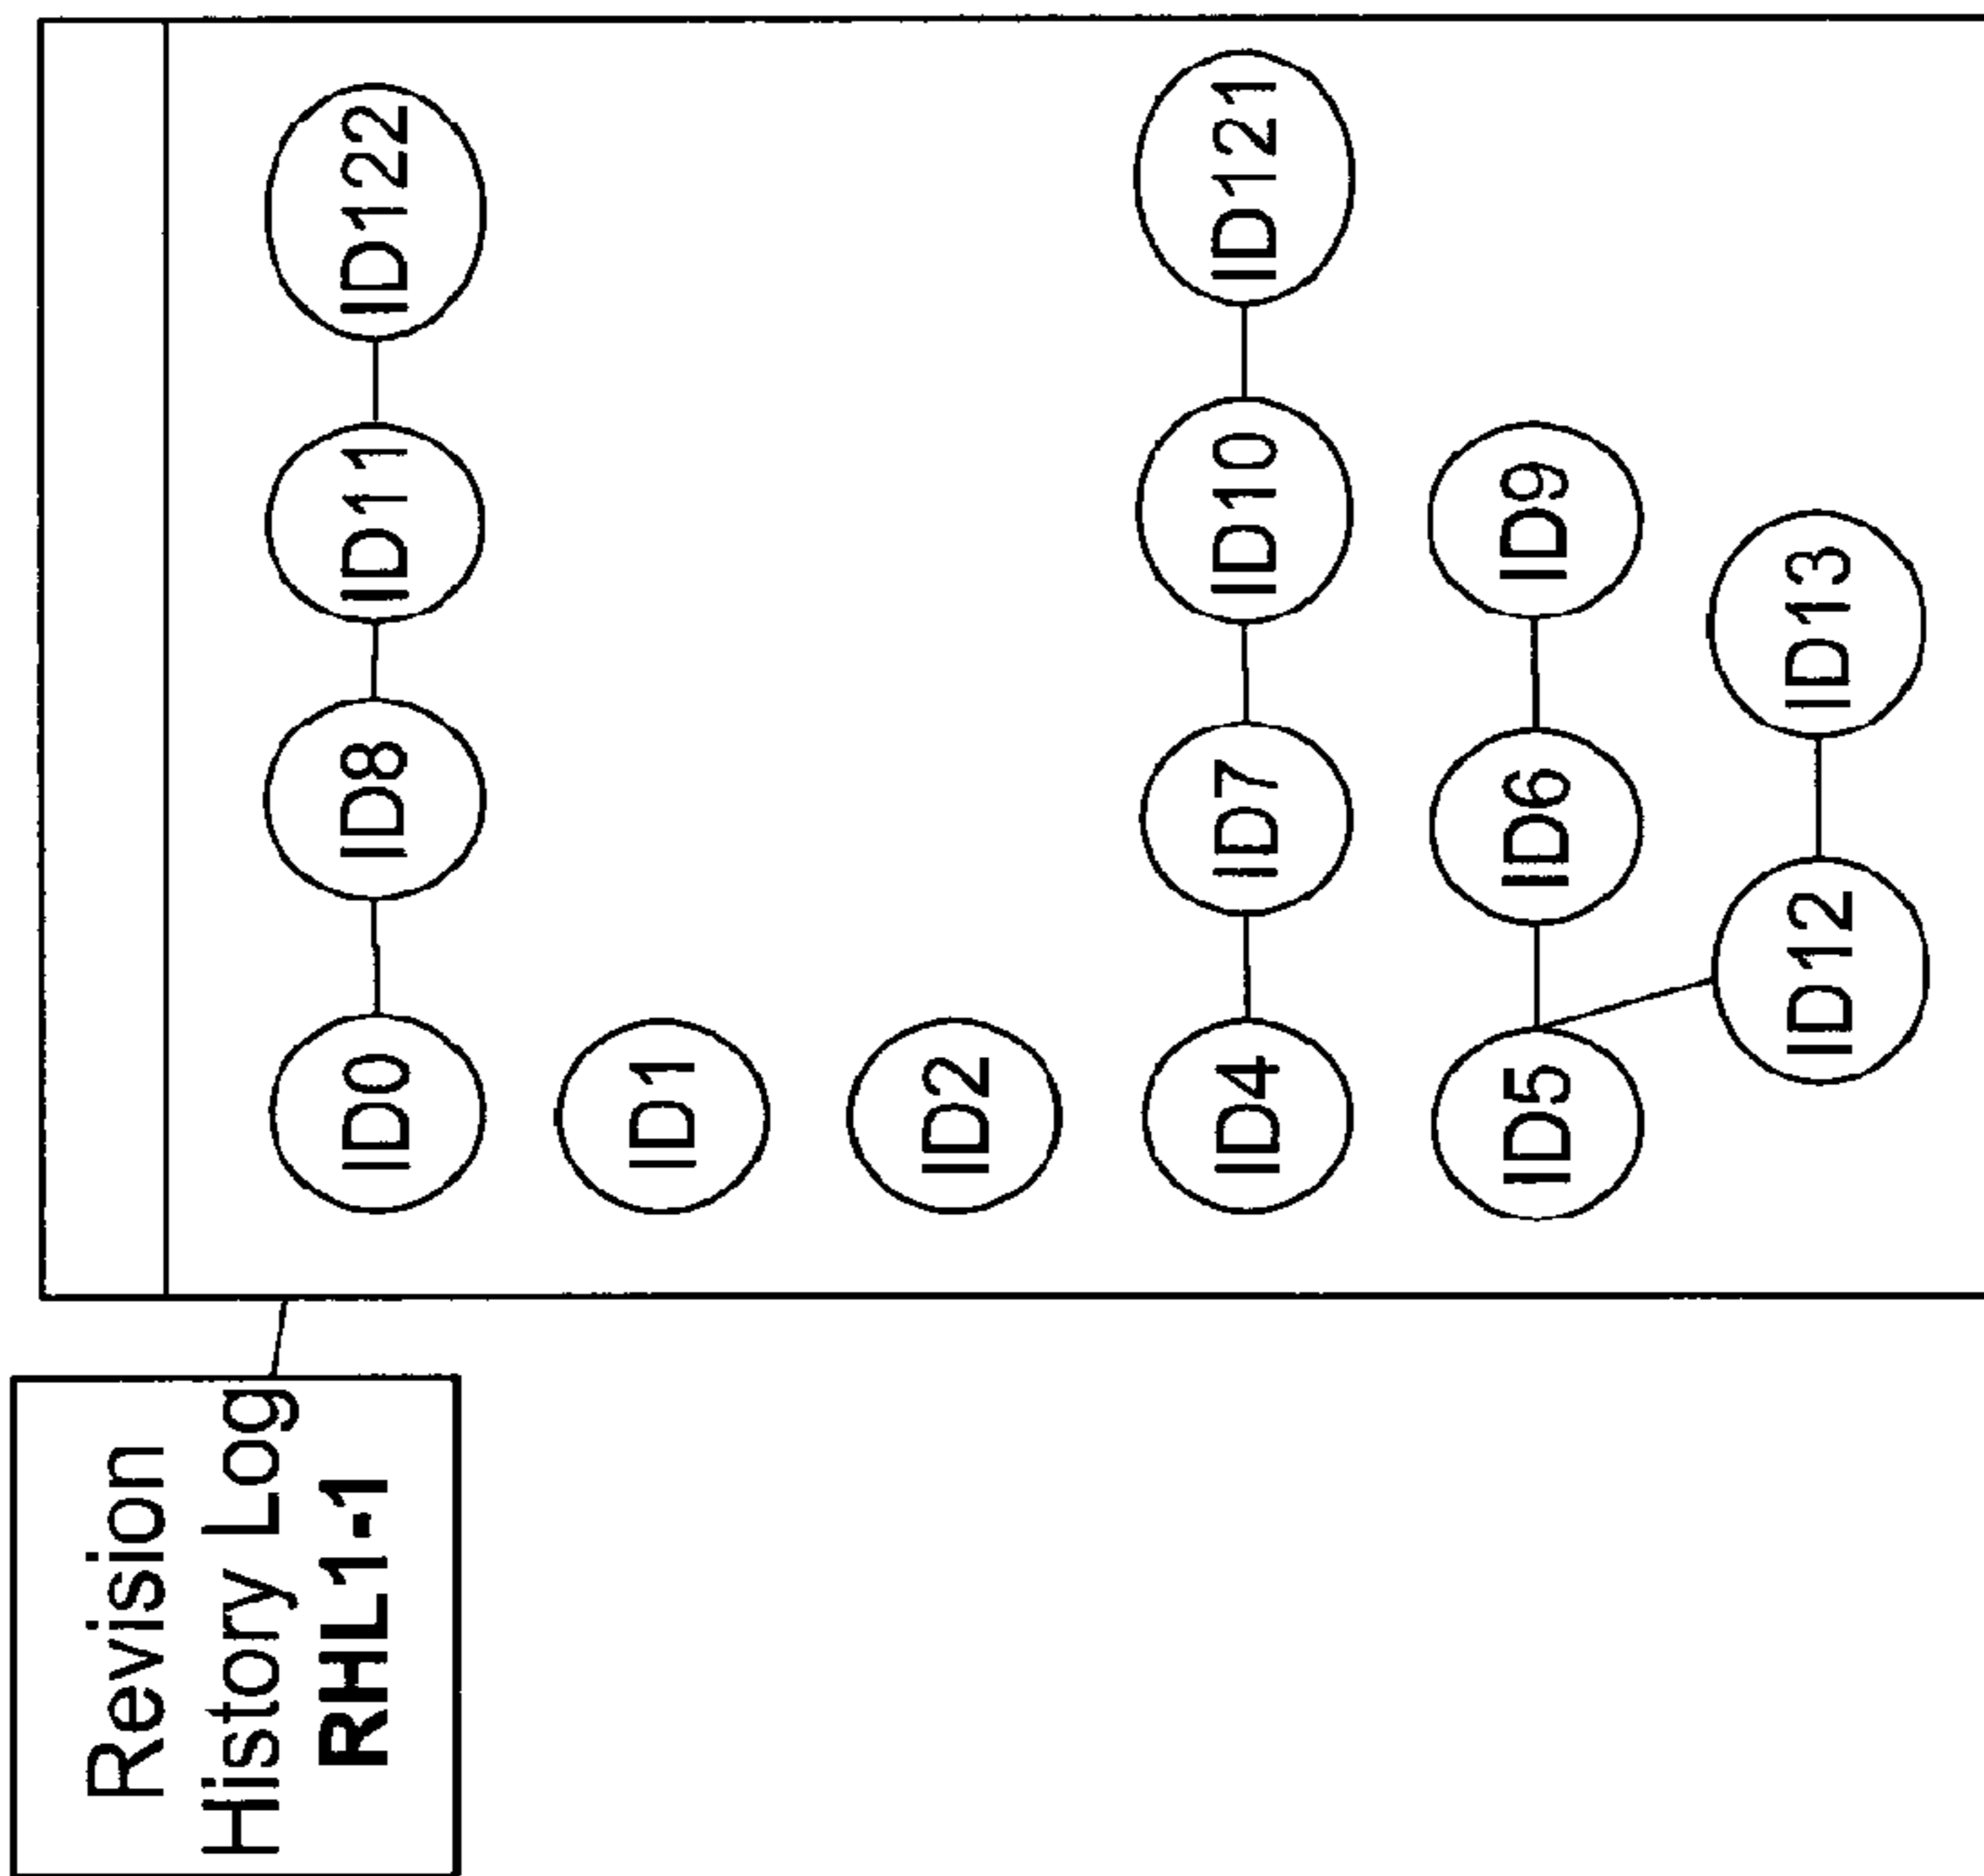 Revision
History Log
RHL1-1
ID0
ID8
ID11
ID122
ID1
ID2
ID4
ID7
ID10
ID121
ID5
ID6
ID9
ID12
ID13